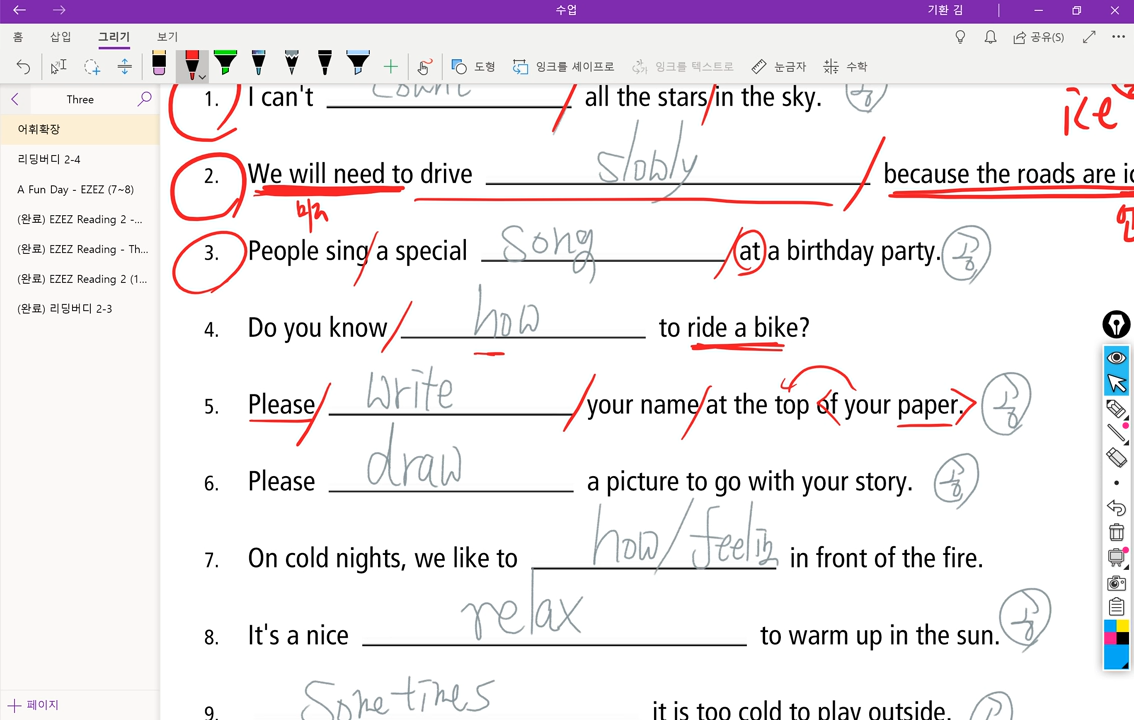 수업
기환 김
홈 삽입 그리기 보기
공유(S)
도형 잉크를 셰이프로 잉크를 텍스트로 눈금자 수학
Three
어휘확장
리딩버디 2-4
A Fun Day - EZEZ (7~8)
(완료) EZEZ Reading 2 -...
(완료) EZEZ Reading - Th...
(완료) EZEZ Reading 2 (1...
(완료) 리딩버디 2-3
페이지
1. I can't count all the stars in the sky.
2. We will need to drive slowly because the roads are
3. People sing a special song at a birthday party.
4. Do you know how to ride a bike?
5. Please write your name at the top of your paper.
6. Please draw a picture to go with your story.
7. On cold nights, we like to how/feelin in front of the fire.
8. It's a nice relax to warm up in the sun.
9. Sometimes it is too cold to play outside.